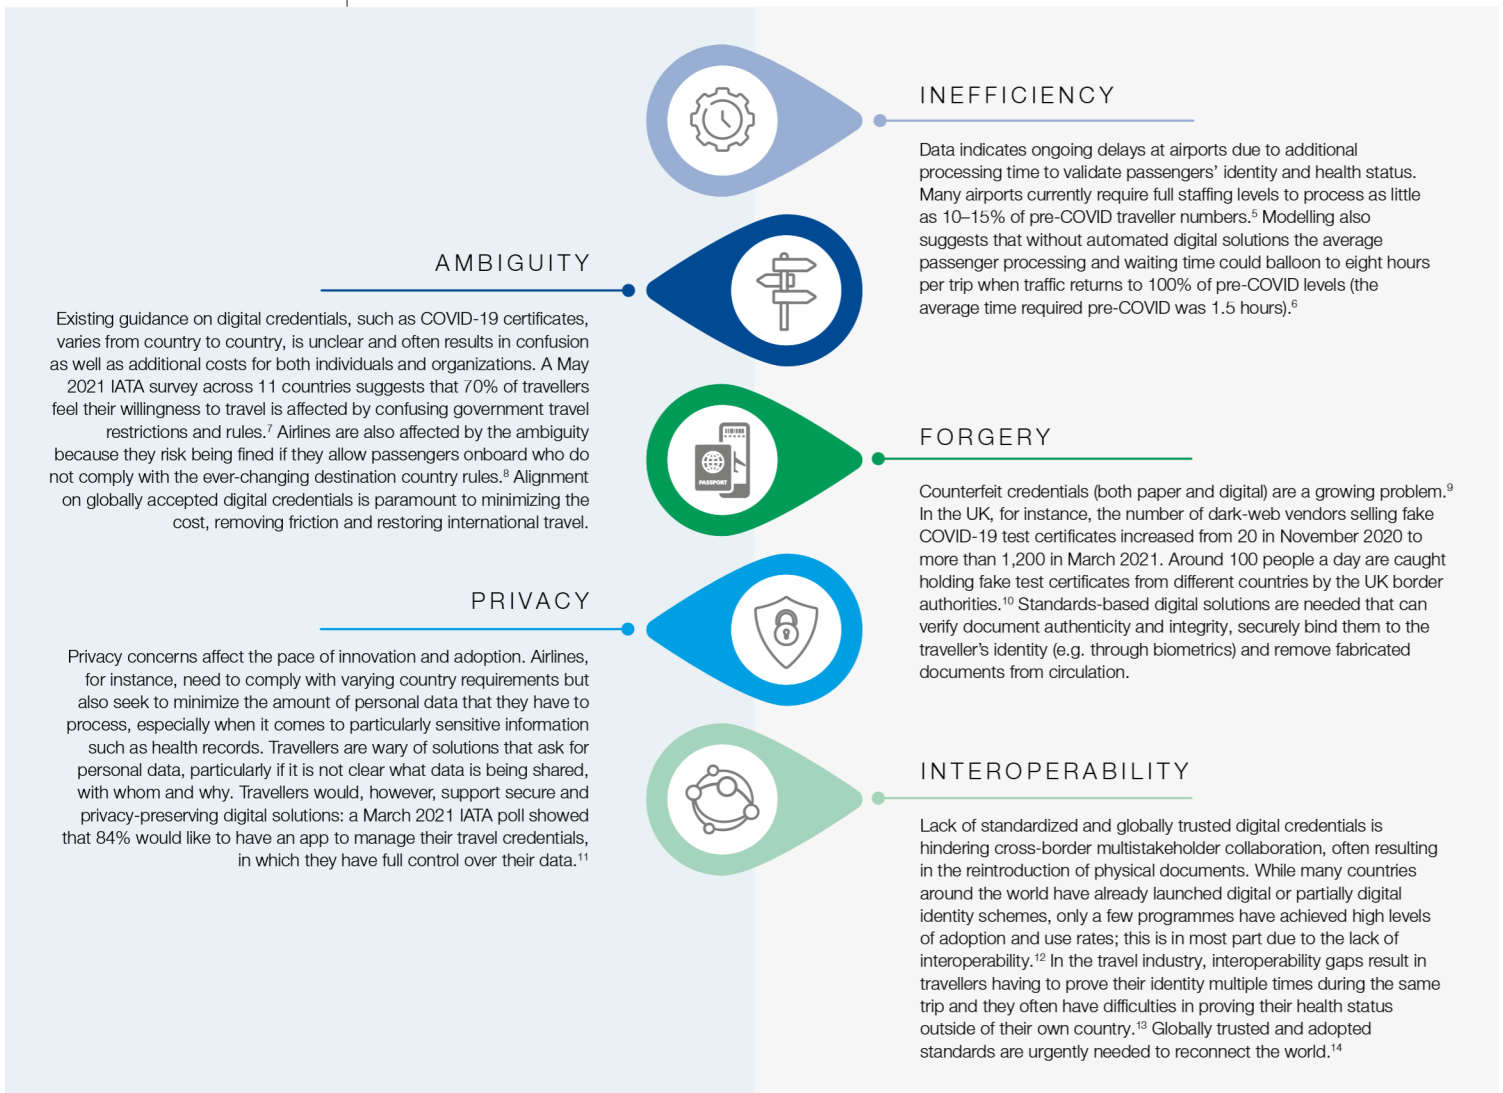 INEFFICIENCY
Data indicates ongoing delays at airports due to additional
processing time to validate passengers’ identity and health status.
Many airports currently require full staffing levels to process as little
as 10–15% of pre-COVID traveller numbers.5 Modelling also
suggests that without automated digital solutions the average
passenger processing and waiting time could balloon to eight hours
per trip when traffic returns to 100% of pre-COVID levels (the
average time required pre-COVID was 1.5 hours).6
AMBIGUITY
Existing guidance on digital credentials, such as COVID-19 certificates,
varies from country to country, is unclear and often results in confusion
as well as additional costs for both individuals and organizations. A May
2021 IATA survey across 11 countries suggests that 70% of travellers
feel their willingness to travel is affected by confusing government travel
restrictions and rules.7 Airlines are also affected by the ambiguity
because they risk being fined if they allow passengers onboard who do
not comply with the ever-changing destination country rules.8 Alignment
on globally accepted digital credentials is paramount to minimizing the
cost, removing friction and restoring international travel.
PASSPORT
FORGERY
Counterfeit credentials (both paper and digital) are a growing problem.9
In the UK, for instance, the number of dark-web vendors selling fake
COVID-19 test certificates increased from 20 in November 2020 to
more than 1,200 in March 2021. Around 100 people a day are caught
holding fake test certificates from different countries by the UK border
authorities.10 Standards-based digital solutions are needed that can
verify document authenticity and integrity, securely bind them to the
traveller’s identity (e.g. through biometrics) and remove fabricated
documents from circulation.
PRIVACY
Privacy concerns affect the pace of innovation and adoption. Airlines,
for instance, need to comply with varying country requirements but
also seek to minimize the amount of personal data that they have to
process, especially when it comes to particularly sensitive information
such as health records. Travellers are wary of solutions that ask for
personal data, particularly if it is not clear what data is being shared,
with whom and why. Travellers would, however, support secure and
privacy-preserving digital solutions: a March 2021 IATA poll showed
that 84% would like to have an app to manage their travel credentials,
in which they have full control over their data.11
INTEROPERABILITY
Lack of standardized and globally trusted digital credentials is
hindering cross-border multistakeholder collaboration, often resulting
in the reintroduction of physical documents. While many countries
around the world have already launched digital or partially digital
identity schemes, only a few programmes have achieved high levels
of adoption and use rates; this is in most part due to the lack of
interoperability.12 In the travel industry, interoperability gaps result in
travellers having to prove their identity multiple times during the same
trip and they often have difficulties in proving their health status
outside of their own country.13 Globally trusted and adopted
standards are urgently needed to reconnect the world.14